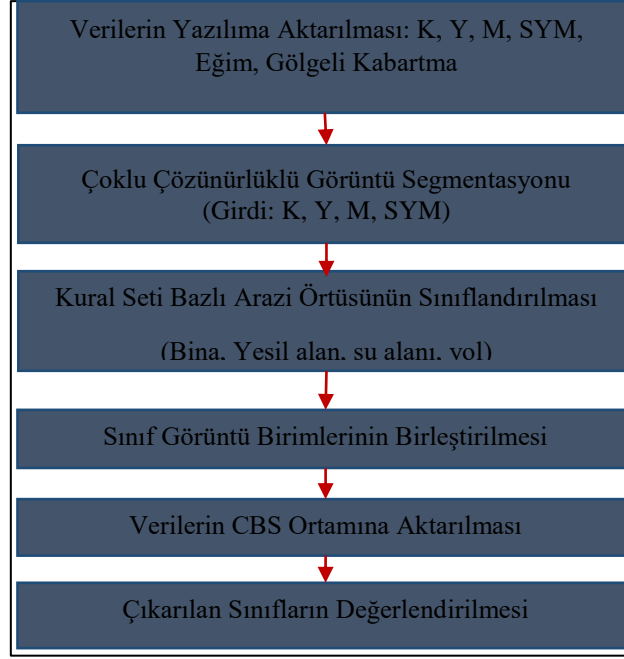 Verilerin Yazılıma Aktarılması: K, Y, M, SYM,
Eğim, Gölgeli Kabartma
Çoklu Çözünürlüklü Görüntü Segmentasyonu
(Girdi: K, Y, M, SYM)
Kural Seti Bazlı Arazi Örtüsünün Sınıflandırılması
(Bina, Yeşil alan, su alanı, yol)
Sınıf Görüntü Birimlerinin Birleştirilmesi
Verilerin CBS Ortamına Aktarılması
Çıkarılan Sınıfların Değerlendirilmesi